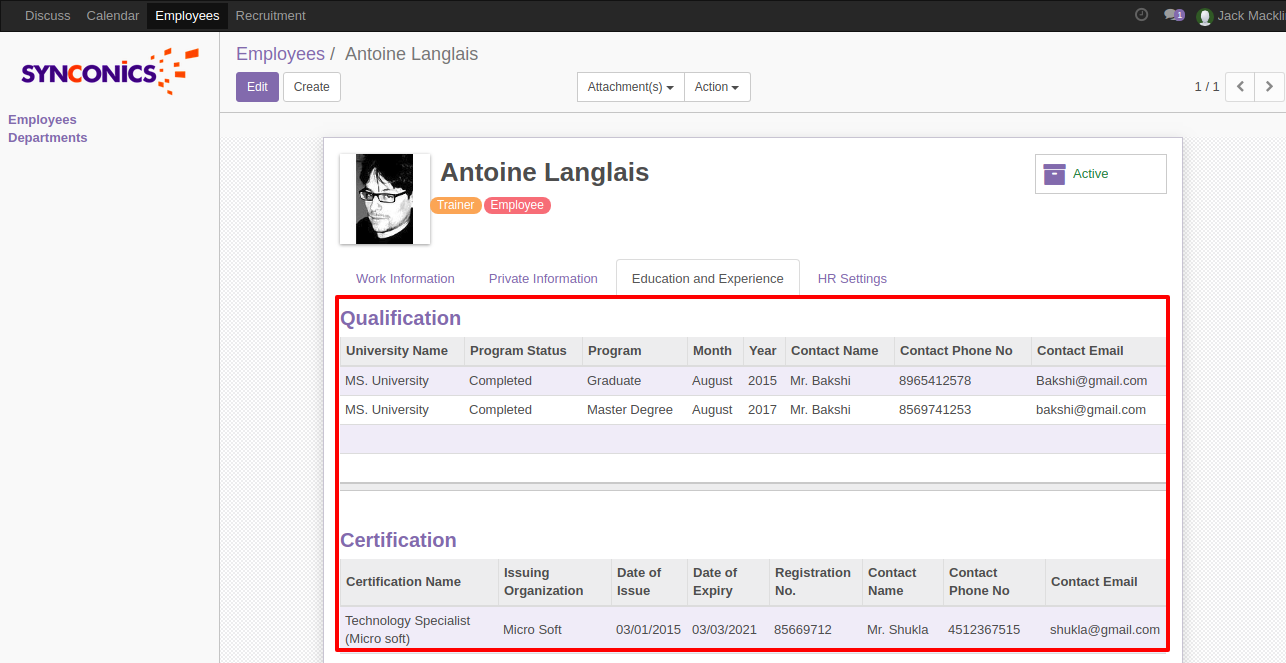 Discuss Calendar Employees Recruitment 1 Jack Mackli
SYNCONICS
Employees / Antoine Langlais
Edit Create Attachment(s) Action 1 / 1
Employees
Departments
Antoine Langlais
Active
Trainer Employee
Work Information Private Information Education and Experience HR Settings
Qualification
University Name Program Status Program Month Year Contact Name Contact Phone No Contact Email
MS. University Completed Graduate August 2015 Mr. Bakshi 8965412578 Bakshi@gmail.com
MS. University Completed Master Degree August 2017 Mr. Bakshi 8569741253 bakshi@gmail.com
Certification
Certification Name Issuing Organization Date of Issue Date of Expiry Registration No. Contact Name Contact Phone No Contact Email
Technology Specialist (Micro soft) Micro Soft 03/01/2015 03/03/2021 85669712 Mr. Shukla 4512367515 shukla@gmail.com